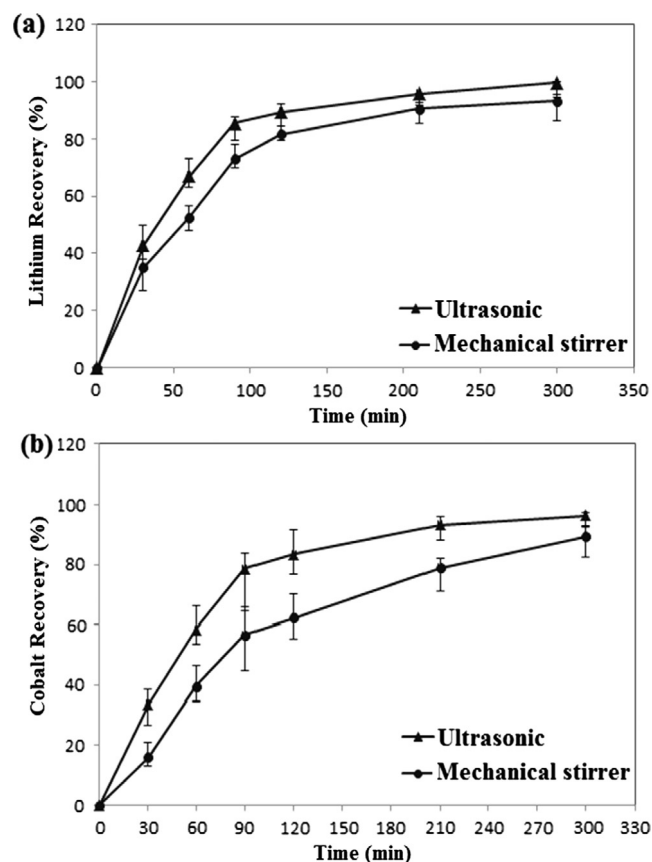 (a)
120
100
80
60
40
20
0
Lithium Recovery (%)
Ultrasonic
Mechanical stirrer
0 50 100 150 200 250 300 350
Time (min)
(b)
120
100
80
60
40
20
0
Cobalt Recovery (%)
Ultrasonic
Mechanical stirrer
0 30 60 90 120 150 180 210 240 270 300 330
Time (min)